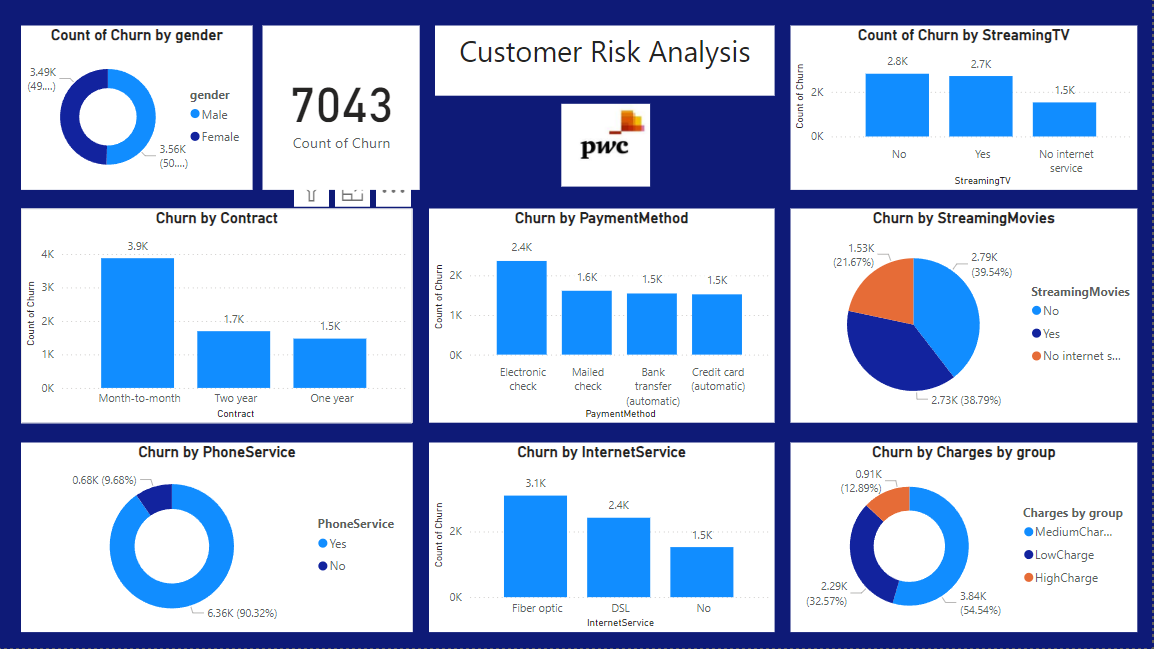 Count of Churn by gender
3.49K
(49....)
3.56K
(50....)
gender
Male
Female
7043
Count of Churn
Customer Risk Analysis
pwc
Count of Churn by StreamingTV
Count of Churn
2K
0K
2.8K
2.7K
1.5K
No
Yes
No internet
service
StreamingTV
Churn by Contract
Count of Churn
4K
3K
2K
1K
0K
3.9K
1.7K
1.5K
Month-to-month
Two year
One year
Contract
Churn by PaymentMethod
Count of Churn
2K
1K
0K
2.4K
1.6K
1.5K
1.5K
Electronic
check
Mailed
check
Bank
transfer
(automatic)
Credit card
(automatic)
PaymentMethod
Churn by StreamingMovies
1.53K
(21.67%)
2.79K
(39.54%)
2.73K (38.79%)
StreamingMovies
No
Yes
No internet s...
Churn by PhoneService
0.68K (9.68%)
6.36K (90.32%)
PhoneService
Yes
No
Churn by InternetService
Count of Churn
2K
0K
3.1K
2.4K
1.5K
Fiber optic
DSL
No
InternetService
Churn by Charges by group
0.91K
(12.89%)
2.29K
(32.57%)
3.84K
(54.54%)
Charges by group
MediumChar...
LowCharge
HighCharge